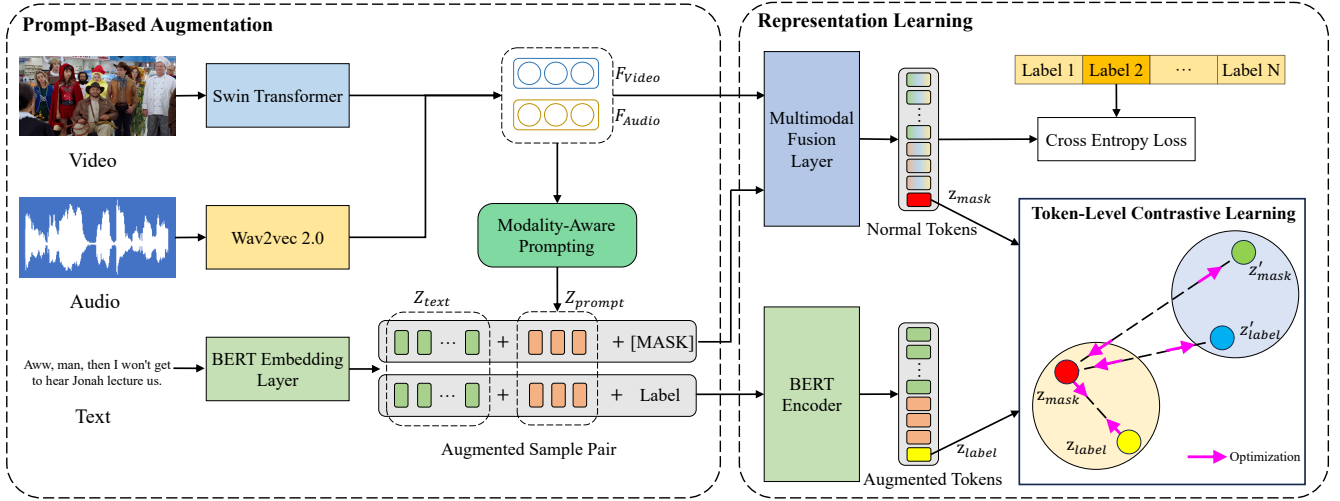 Prompt-Based Augmentation
Swin Transformer
Video
F_Video
F_Audio
Wav2vec 2.0
Audio
Modality-Aware
Prompting
Z_text
Z_prompt
Aww, man, then I won't get
to hear Jonah lecture us.
Text
BERT Embedding
Layer
... + + [MASK]
... + + Label
Augmented Sample Pair
Representation Learning
Multimodal
Fusion
Layer
z_mask
Normal Tokens
Label 1 Label 2 ... Label N
Cross Entropy Loss
BERT
Encoder
z_label
Augmented Tokens
Token-Level Contrastive Learning
z'_mask
z'_label
z_mask
z_label
Optimization